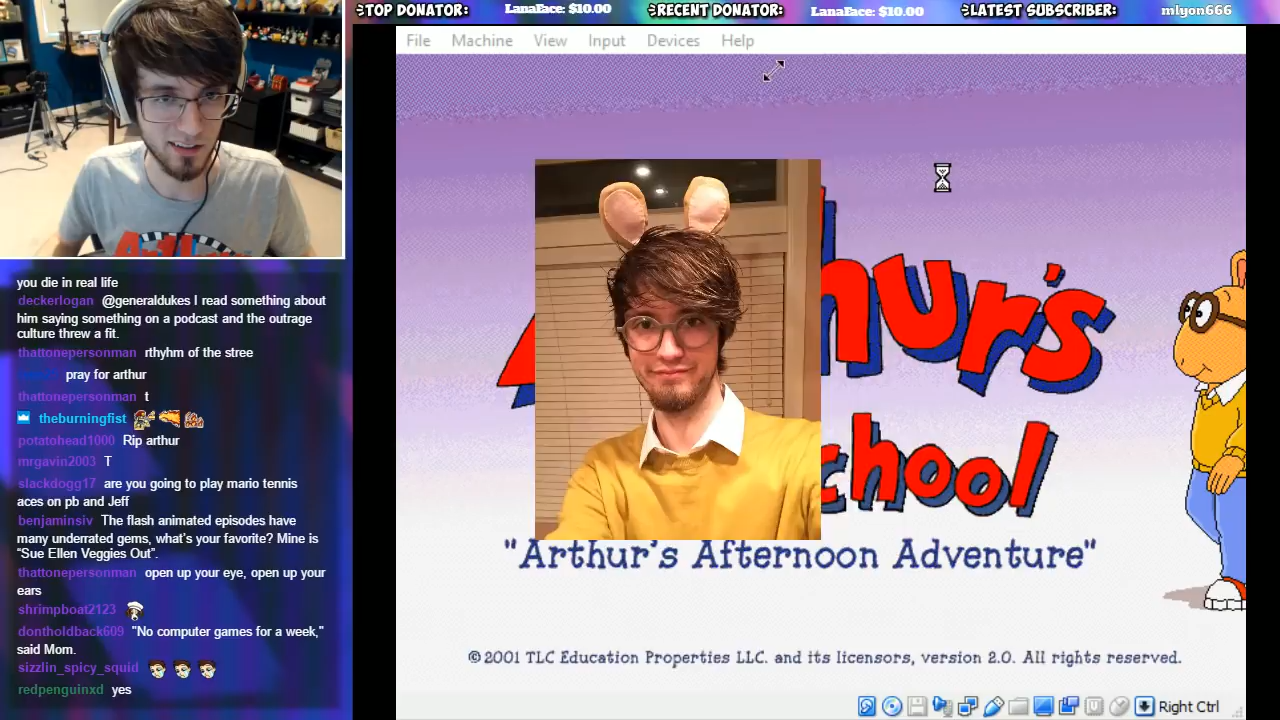 TOP DONATOR: LanaFace: $10.00 RECENT DONATOR: LanaFace: $10.00 LATEST SUBSCRIBER: mlyon666
File Machine View Input Devices Help
Arthur
hur's
chool
"Arthur's Afternoon Adventure"
©2001 TLC Education Properties LLC. and its licensors, version 2.0. All rights reserved.
Right Ctrl
you die in real life
deckerlogan @generaldukes I read something about
him saying something on a podcast and the outrage
culture threw a fit.
thattonepersonman rthyhm of the stree
pray for arthur
thattonepersonman t
theburningfist
potatohead1000 Rip arthur
mrgavin2003 T
slackdogg17 are you going to play mario tennis
aces on pb and Jeff
benjaminsiv The flash animated episodes have
many underrated gems, what's your favorite? Mine is
“Sue Ellen Veggies Out”.
thattonepersonman open up your eye, open up your
ears
shrimpboat2123
dontholdback609 "No computer games for a week,"
said Mom.
sizzlin_spicy_squid
redpenguinxd yes